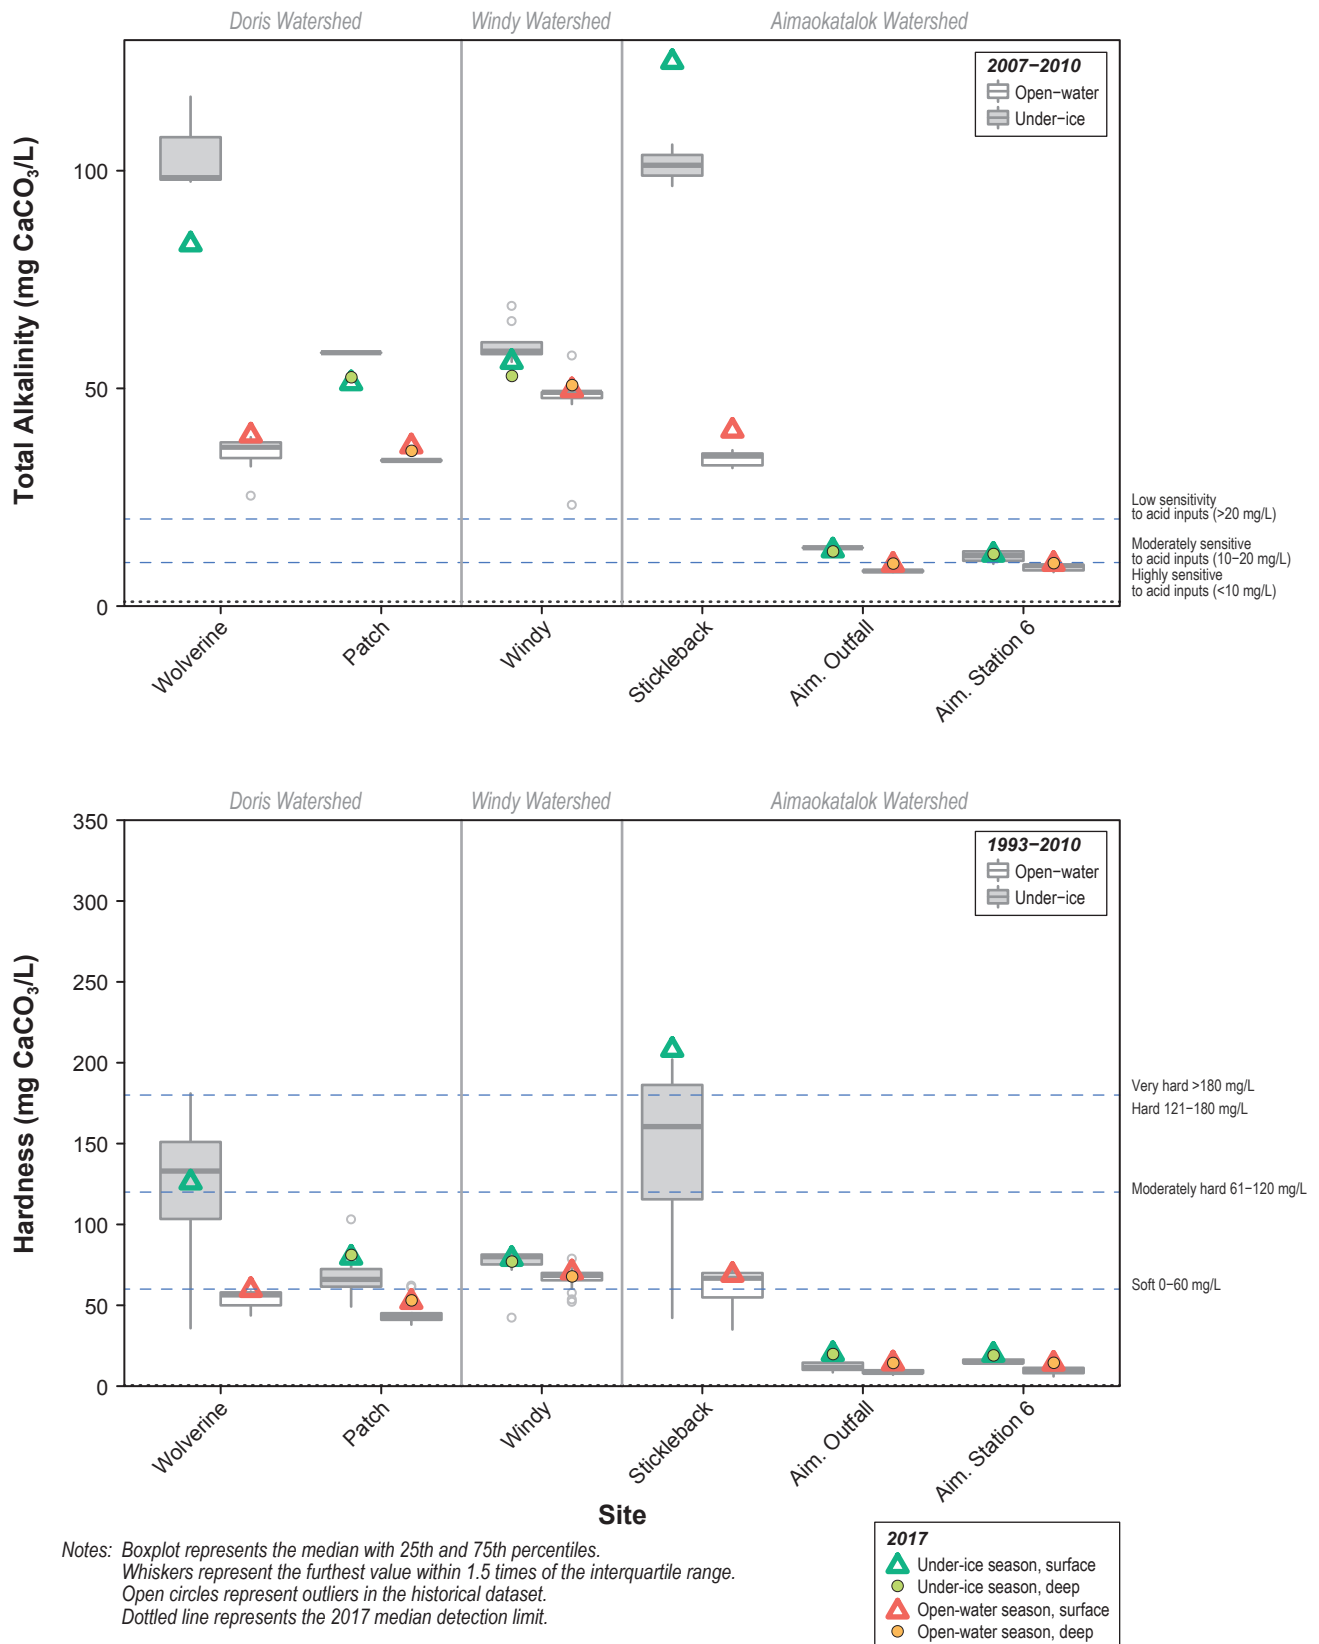 Doris Watershed Windy Watershed Aimaokatalok Watershed
2007−2010
Open−water
Under−ice
Total Alkalinity (mg CaCO₃/L)
100
50
0
Low sensitivity
to acid inputs (>20 mg/L)
Moderately sensitive
to acid inputs (10−20 mg/L)
Highly sensitive
to acid inputs (<10 mg/L)
Wolverine Patch Windy Stickleback Aim. Outfall Aim. Station 6
Doris Watershed Windy Watershed Aimaokatalok Watershed
1993−2010
Open−water
Under−ice
Hardness (mg CaCO₃/L)
350
300
250
200
150
100
50
0
Very hard >180 mg/L
Hard 121−180 mg/L
Moderately hard 61−120 mg/L
Soft 0−60 mg/L
Wolverine Patch Windy Stickleback Aim. Outfall Aim. Station 6
Site
Notes: Boxplot represents the median with 25th and 75th percentiles.
Whiskers represent the furthest value within 1.5 times of the interquartile range.
Open circles represent outliers in the historical dataset.
Dotted line represents the 2017 median detection limit.
2017
Under−ice season, surface
Under−ice season, deep
Open−water season, surface
Open−water season, deep